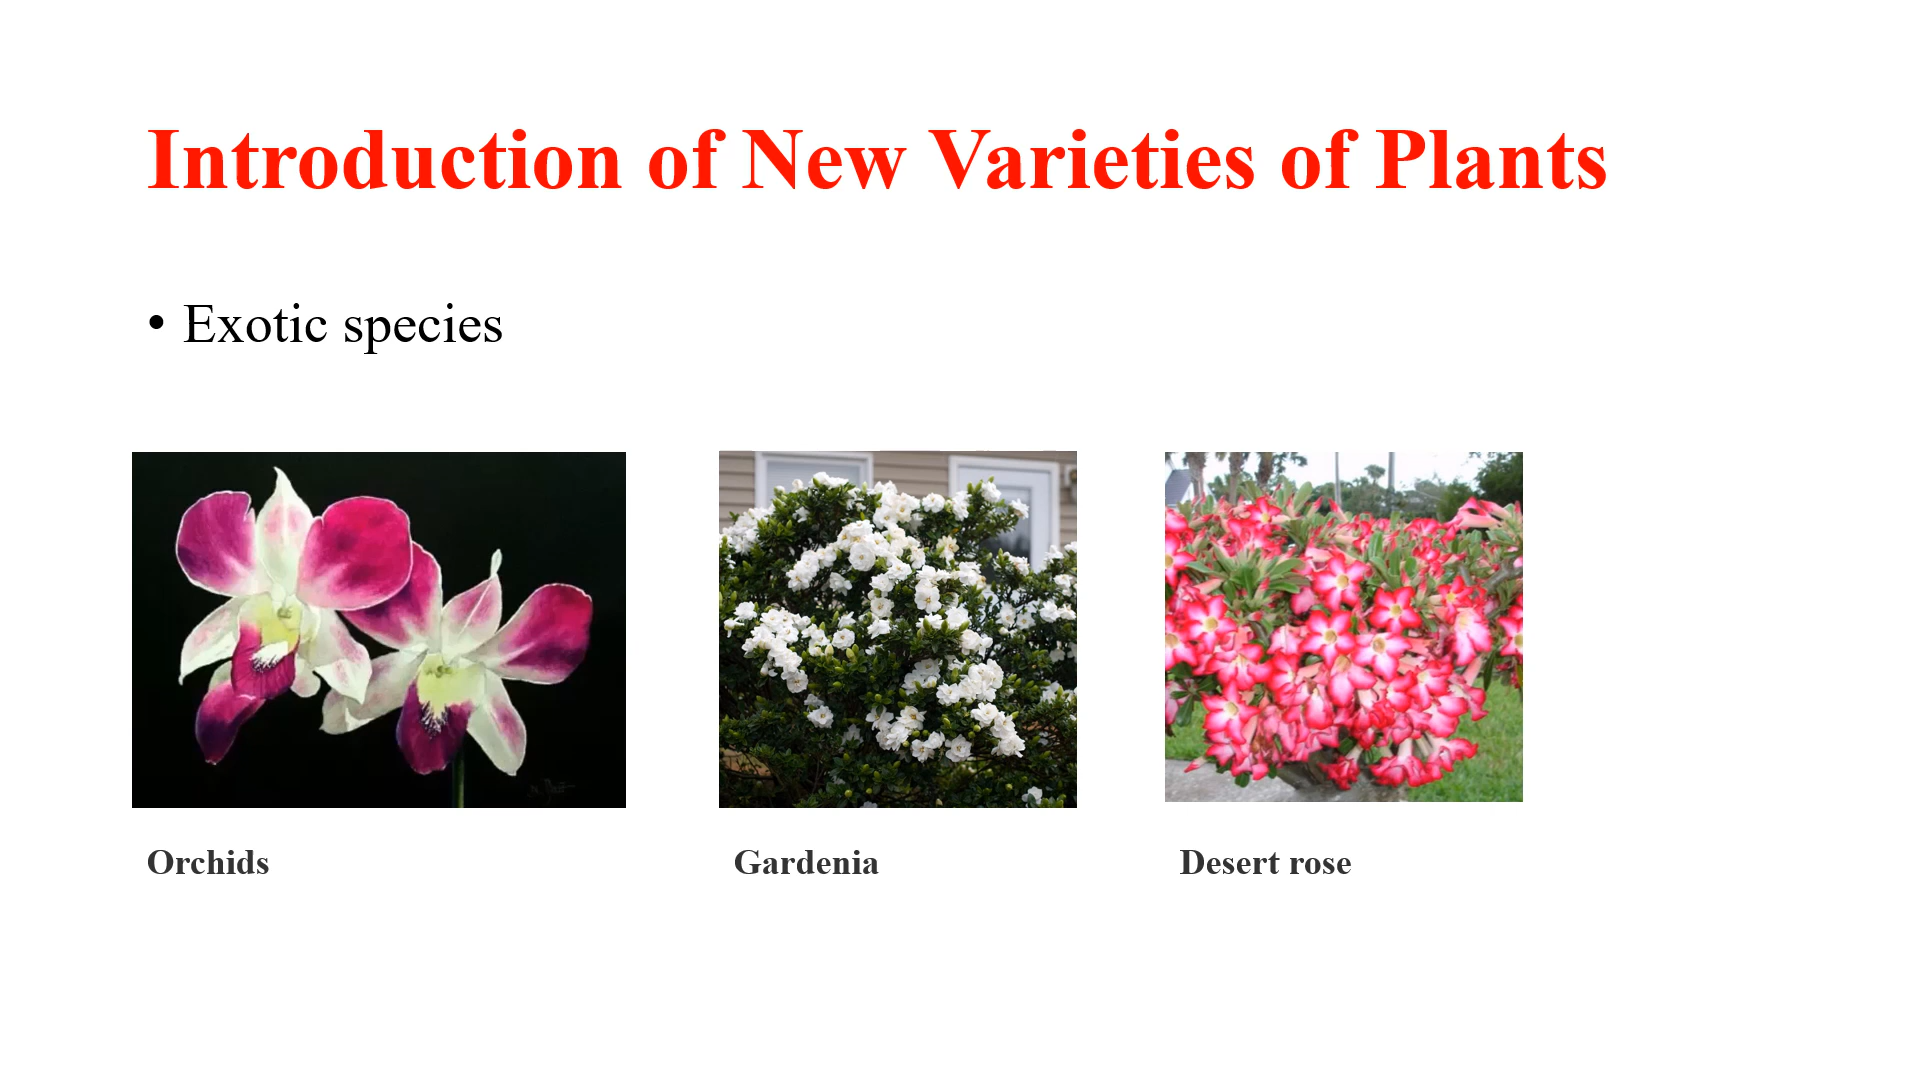 Introduction of New Varieties of Plants
• Exotic species
Orchids
Gardenia
Desert rose